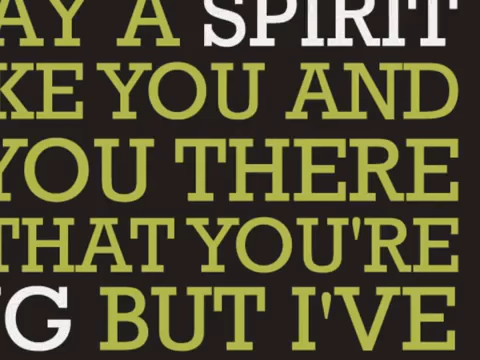 AY A SPIRIT
KE YOU AND
YOU THERE
THAT YOU'RE
G BUT I'VE